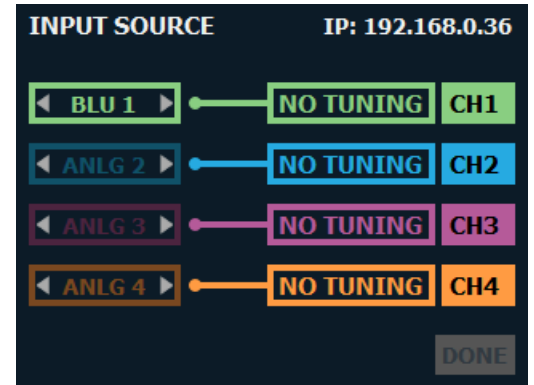 INPUT SOURCE IP: 192.168.0.36
BLU 1 NO TUNING CH1
ANLG 2 NO TUNING CH2
ANLG 3 NO TUNING CH3
ANLG 4 NO TUNING CH4
DONE